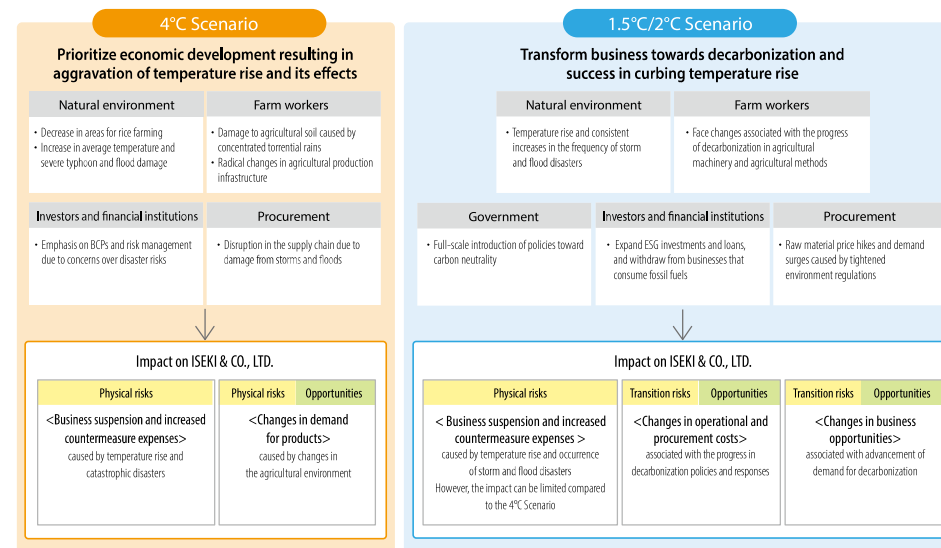 4°C Scenario
Prioritize economic development resulting in
aggravation of temperature rise and its effects
Natural environment
• Decrease in areas for rice farming
• Increase in average temperature and
severe typhoon and flood damage
Farm workers
• Damage to agricultural soil caused by
concentrated torrential rains
• Radical changes in agricultural production
infrastructure
Investors and financial institutions
• Emphasis on BCPs and risk management
due to concerns over disaster risks
Procurement
• Disruption in the supply chain due to
damage from storms and floods
Impact on ISEKI & CO., LTD.
Physical risks
<Business suspension and increased
countermeasure expenses>
caused by temperature rise and
catastrophic disasters
Physical risks
Opportunities
<Changes in demand
for products>
caused by changes in
the agricultural environment
1.5°C/2°C Scenario
Transform business towards decarbonization and
success in curbing temperature rise
Natural environment
• Temperature rise and consistent
increases in the frequency of storm
and flood disasters
Farm workers
• Face changes associated with the progress
of decarbonization in agricultural
machinery and agricultural methods
Government
• Full-scale introduction of policies toward
carbon neutrality
Investors and financial institutions
• Expand ESG investments and loans,
and withdraw from businesses that
consume fossil fuels
Procurement
• Raw material price hikes and demand
surges caused by tightened
environment regulations
Impact on ISEKI & CO., LTD.
Physical risks
< Business suspension and increased
countermeasure expenses >
caused by temperature rise and occurrence
of storm and flood disasters
However, the impact can be limited compared
to the 4°C Scenario
Transition risks
Opportunities
<Changes in operational and
procurement costs>
associated with the progress in
decarbonization policies and responses
Transition risks
Opportunities
<Changes in business
opportunities>
associated with advancement of
demand for decarbonization